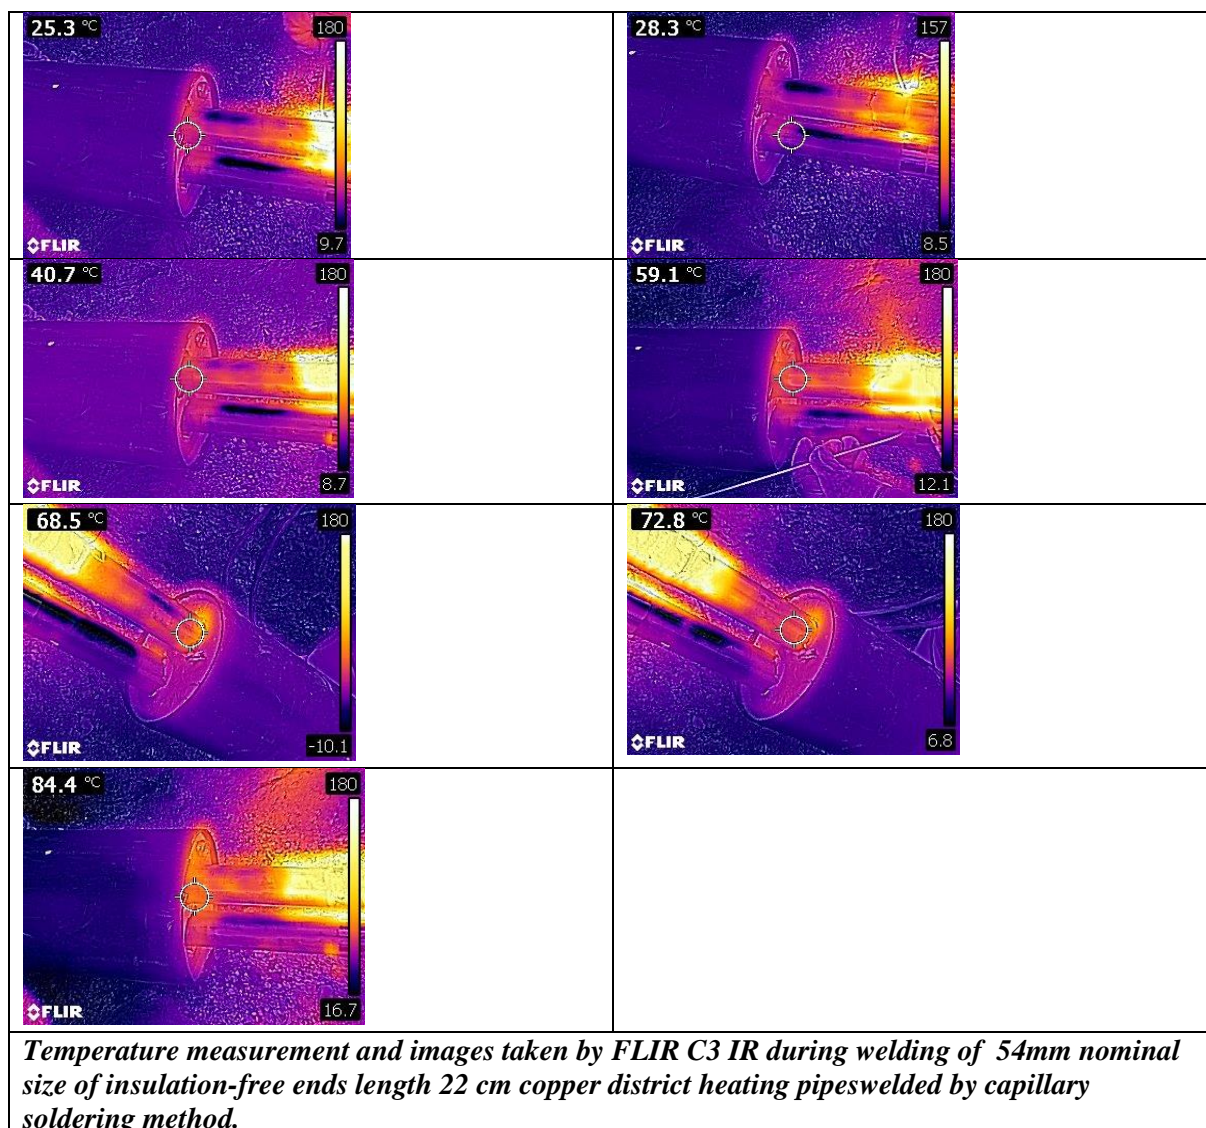 25.3 °C 180
FLIR 9.7
28.3 °C 157
FLIR 8.5
40.7 °C 180
FLIR 8.7
59.1 °C 180
FLIR 12.1
68.5 °C 180
FLIR -10.1
72.8 °C 180
FLIR 6.8
84.4 °C 180
FLIR 16.7
Temperature measurement and images taken by FLIR C3 IR during welding of 54mm nominal
size of insulation-free ends length 22 cm copper district heating pipeswelded by capillary
soldering method.